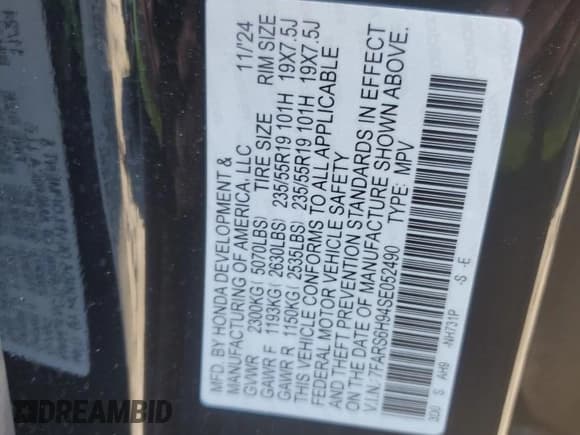 MFD. BY HONDA DEVELOPMENT &
MANUFACTURING OF AMERICA, LLC 11/'24
GVWR 2300KG ( 5070LBS) TIRE SIZE RIM SIZE
GAWR F 1193KG ( 2630LBS) 235/55R19 101H 19X7.5J
GAWR R 1150KG ( 2535LBS) 235/55R19 101H 19X7.5J
THIS VEHICLE CONFORMS TO ALL APPLICABLE
FEDERAL MOTOR VEHICLE SAFETY
AND THEFT PREVENTION STANDARDS IN EFFECT
ON THE DATE OF MANUFACTURE SHOWN ABOVE.
V.I.N. 7FARS6H94SE052490 TYPE: MPV
3D0 S AH9 -NH731P -S -E
DREAMBID